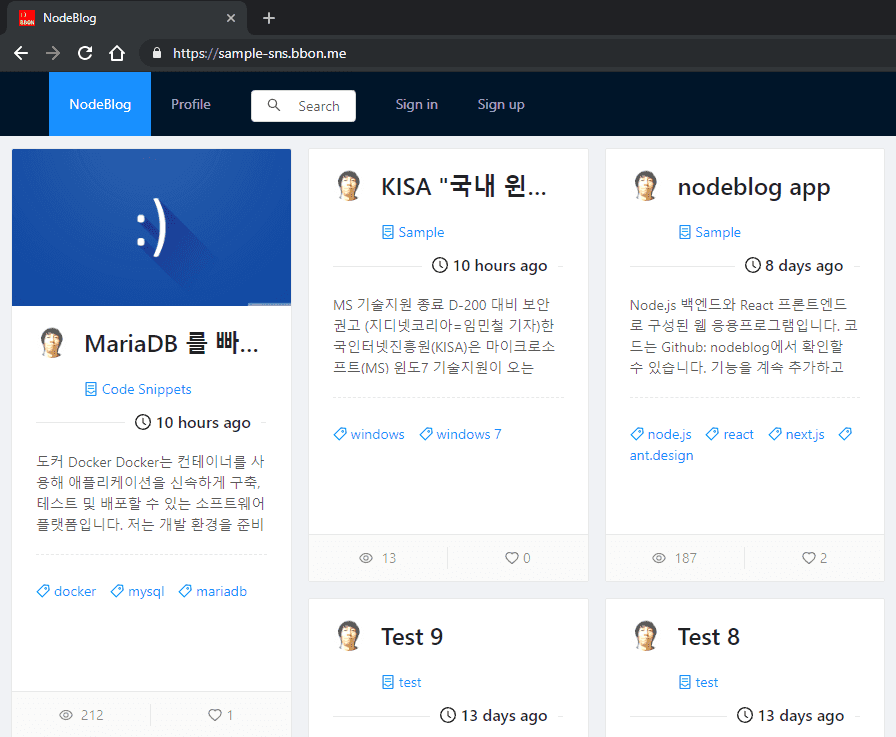 NodeBlog
https://sample-sns.bbon.me
NodeBlog
Profile
Search
Sign in
Sign up
:)
MariaDB 를 빠...
Code Snippets
10 hours ago
도커 Docker Docker는 컨테이너를 사
용해 애플리케이션을 신속하게 구축,
테스트 및 배포할 수 있는 소프트웨어
플랫폼입니다. 저는 개발 환경을 준비
docker mysql mariadb
212
1
KISA "국내 윈...
Sample
10 hours ago
MS 기술지원 종료 D-200 대비 보안
권고 (지디넷코리아=임민철 기자)한
국인터넷진흥원(KISA)은 마이크로소
프트(MS) 윈도7 기술지원이 오는
windows windows 7
13
0
nodeblog app
Sample
8 days ago
Node.js 백엔드와 React 프론트엔드
로 구성된 웹 응용프로그램입니다. 코
드는 Github: nodeblog에서 확인할
수 있습니다. 기능을 계속 추가하고
node.js react next.js
ant.design
187
2
Test 9
test
13 days ago
Test 8
test
13 days ago